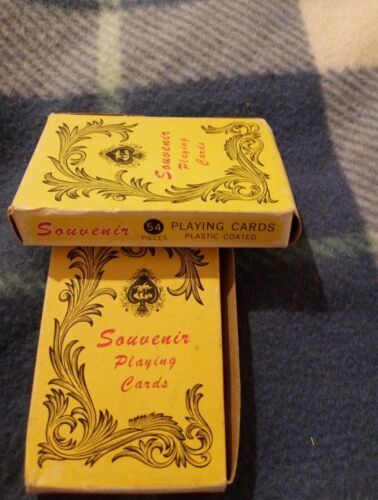 Souvenir
Playing
Cards
Souvenir 54 PLAYING CARDS
PIECES PLASTIC COATED
Souvenir
Playing
Cards